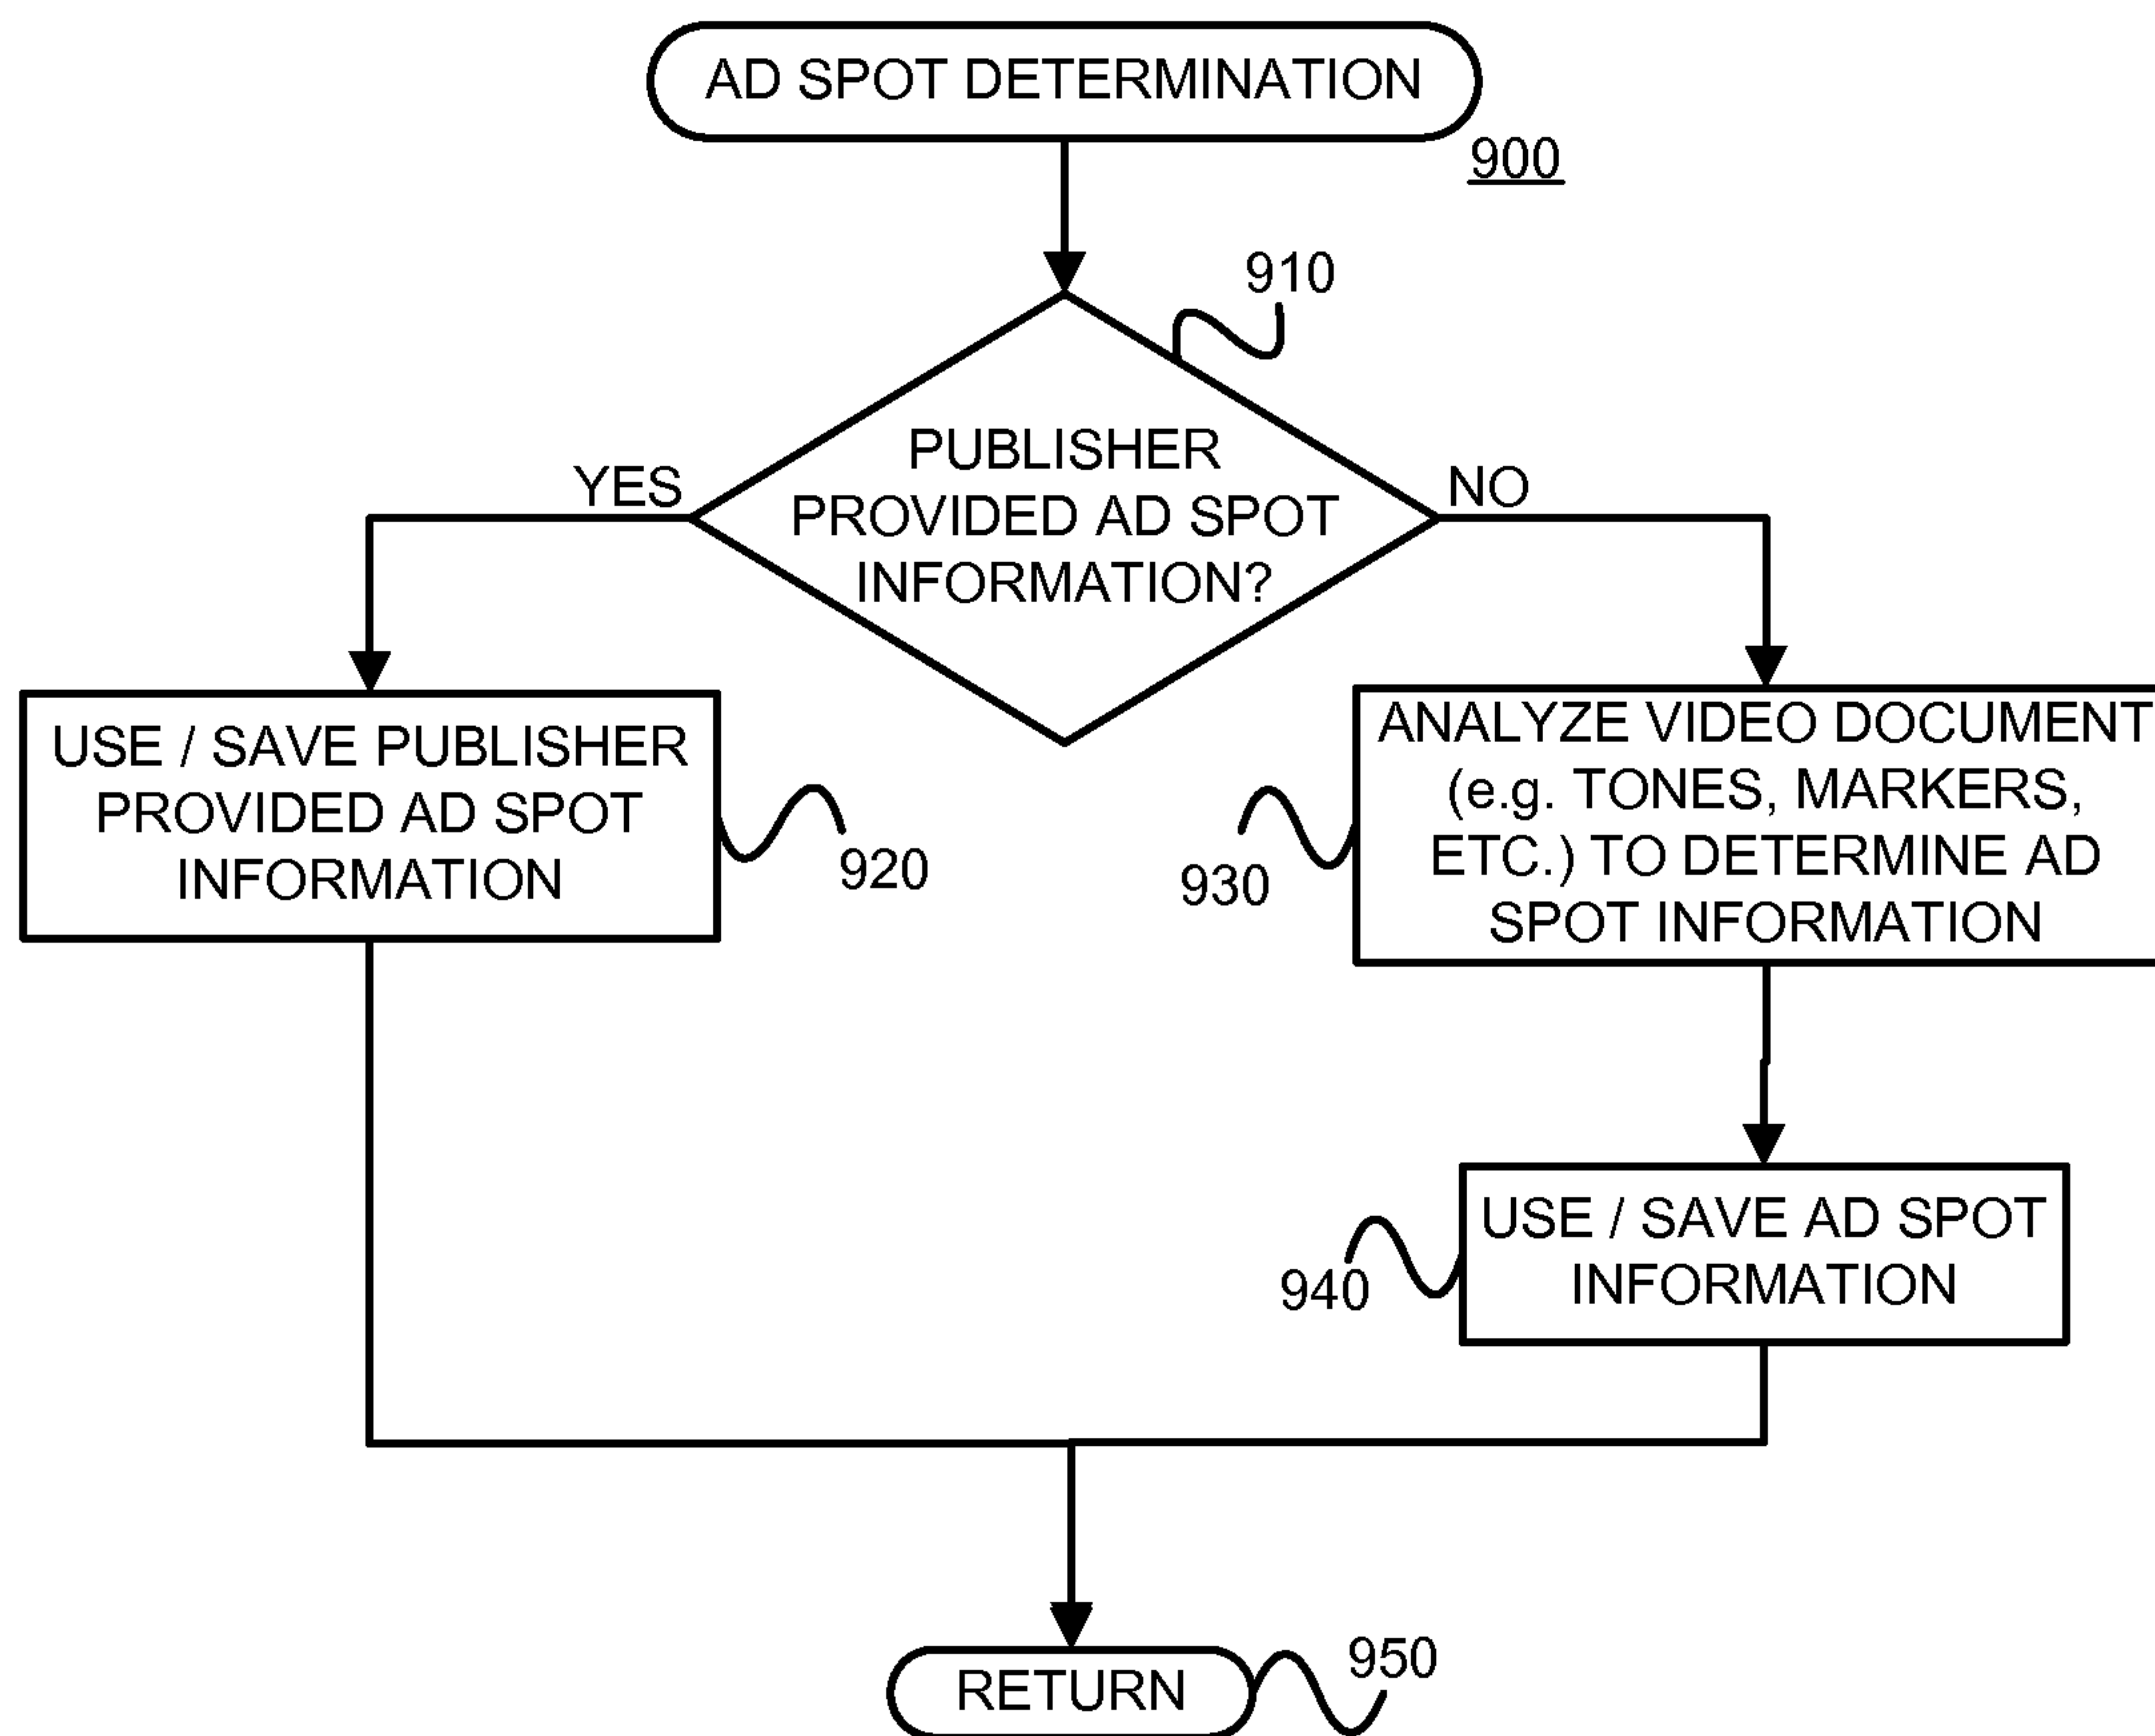 AD SPOT DETERMINATION
900
910
PUBLISHER
PROVIDED AD SPOT
INFORMATION?
YES
NO
USE / SAVE PUBLISHER
PROVIDED AD SPOT
INFORMATION
920
ANALYZE VIDEO DOCUMENT
(e.g. TONES, MARKERS,
ETC.) TO DETERMINE AD
SPOT INFORMATION
930
USE / SAVE AD SPOT
INFORMATION
940
RETURN
950